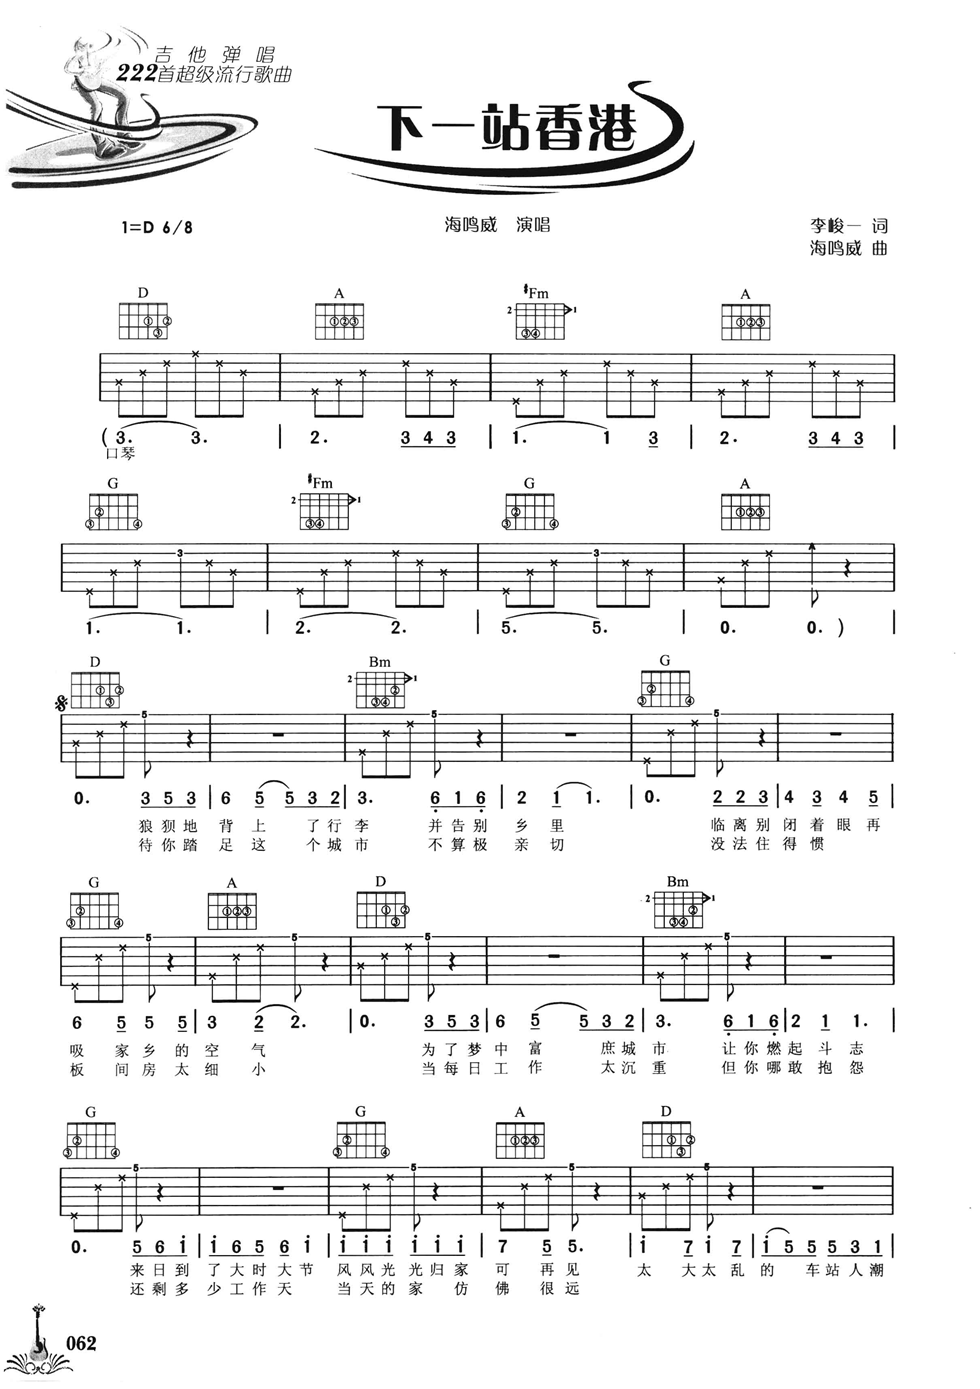 吉他弹唱
222首超级流行歌曲
下一站香港
1=D 6/8
海鸣威 演唱
李峻一 词
海鸣威 曲
D A #Fm A
(3. 3. | 2. 3 4 3 | 1. 1 3 | 2. 3 4 3 |
口琴
G #Fm G A
1. 1. | 2. 2. | 5. 5. | 0. 0. ) |
D Bm G
0. 3 5 3 | 6 5 5 3 2 | 3. 6 1 6 | 2 1 1. | 0. 2 2 3 | 4 3 4 5 |
狼狈地 背上 了行李 并告别 乡里 临离别 闭着眼再
待你踏 足这 个城市 不算极 亲切 没法住 得惯
G A D Bm
6 5 5 5 | 3 2 2. | 0. 3 5 3 | 6 5 5 3 2 | 3. 6 1 6 | 2 1 1. |
吸家乡的 空气 为了梦 中富 庶城市 让你燃 起斗志
板间房太 细小 当每日 工作 太沉重 但你哪 敢抱怨
G G A D
0. 5 6 i | i 6 5 6 i | i i i i i i | 7 5 5. | i 7 i 7 | i 5 5 5 3 1 |
来日到 了大时大节 风风光光归家 可再见 太大太乱 的车站人潮
还剩多 少工作天 当天的家仿 佛很远
062